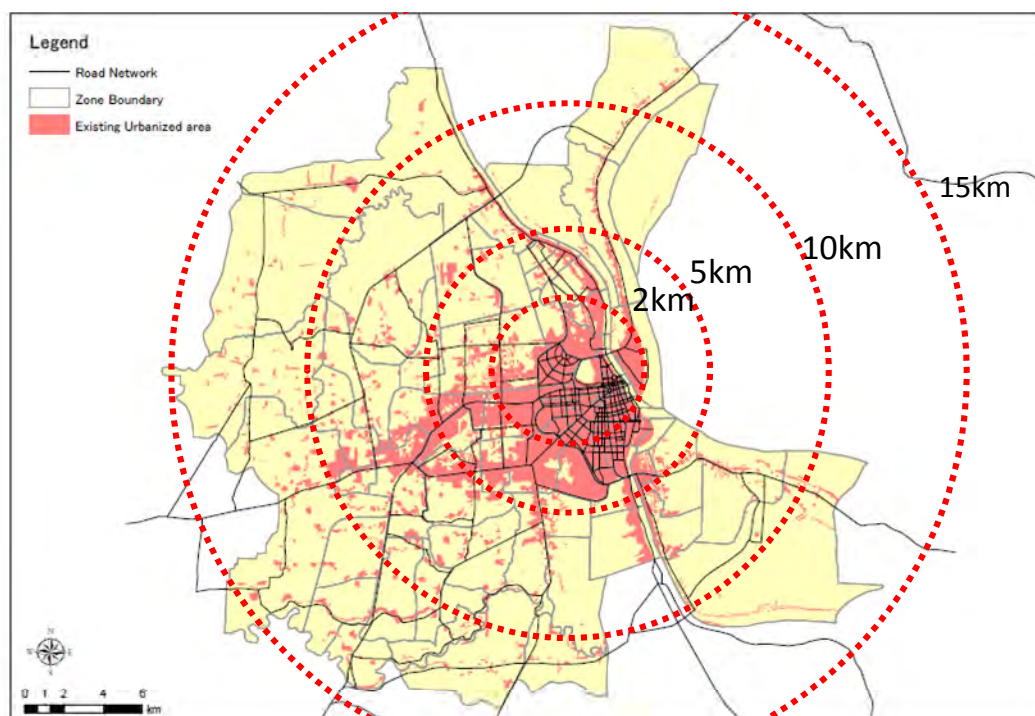 Legend
Road Network
Zone Boundary
Existing Urbanized area
15km
10km
5km
2km
N
W E
S
0 1 2 4 6
km